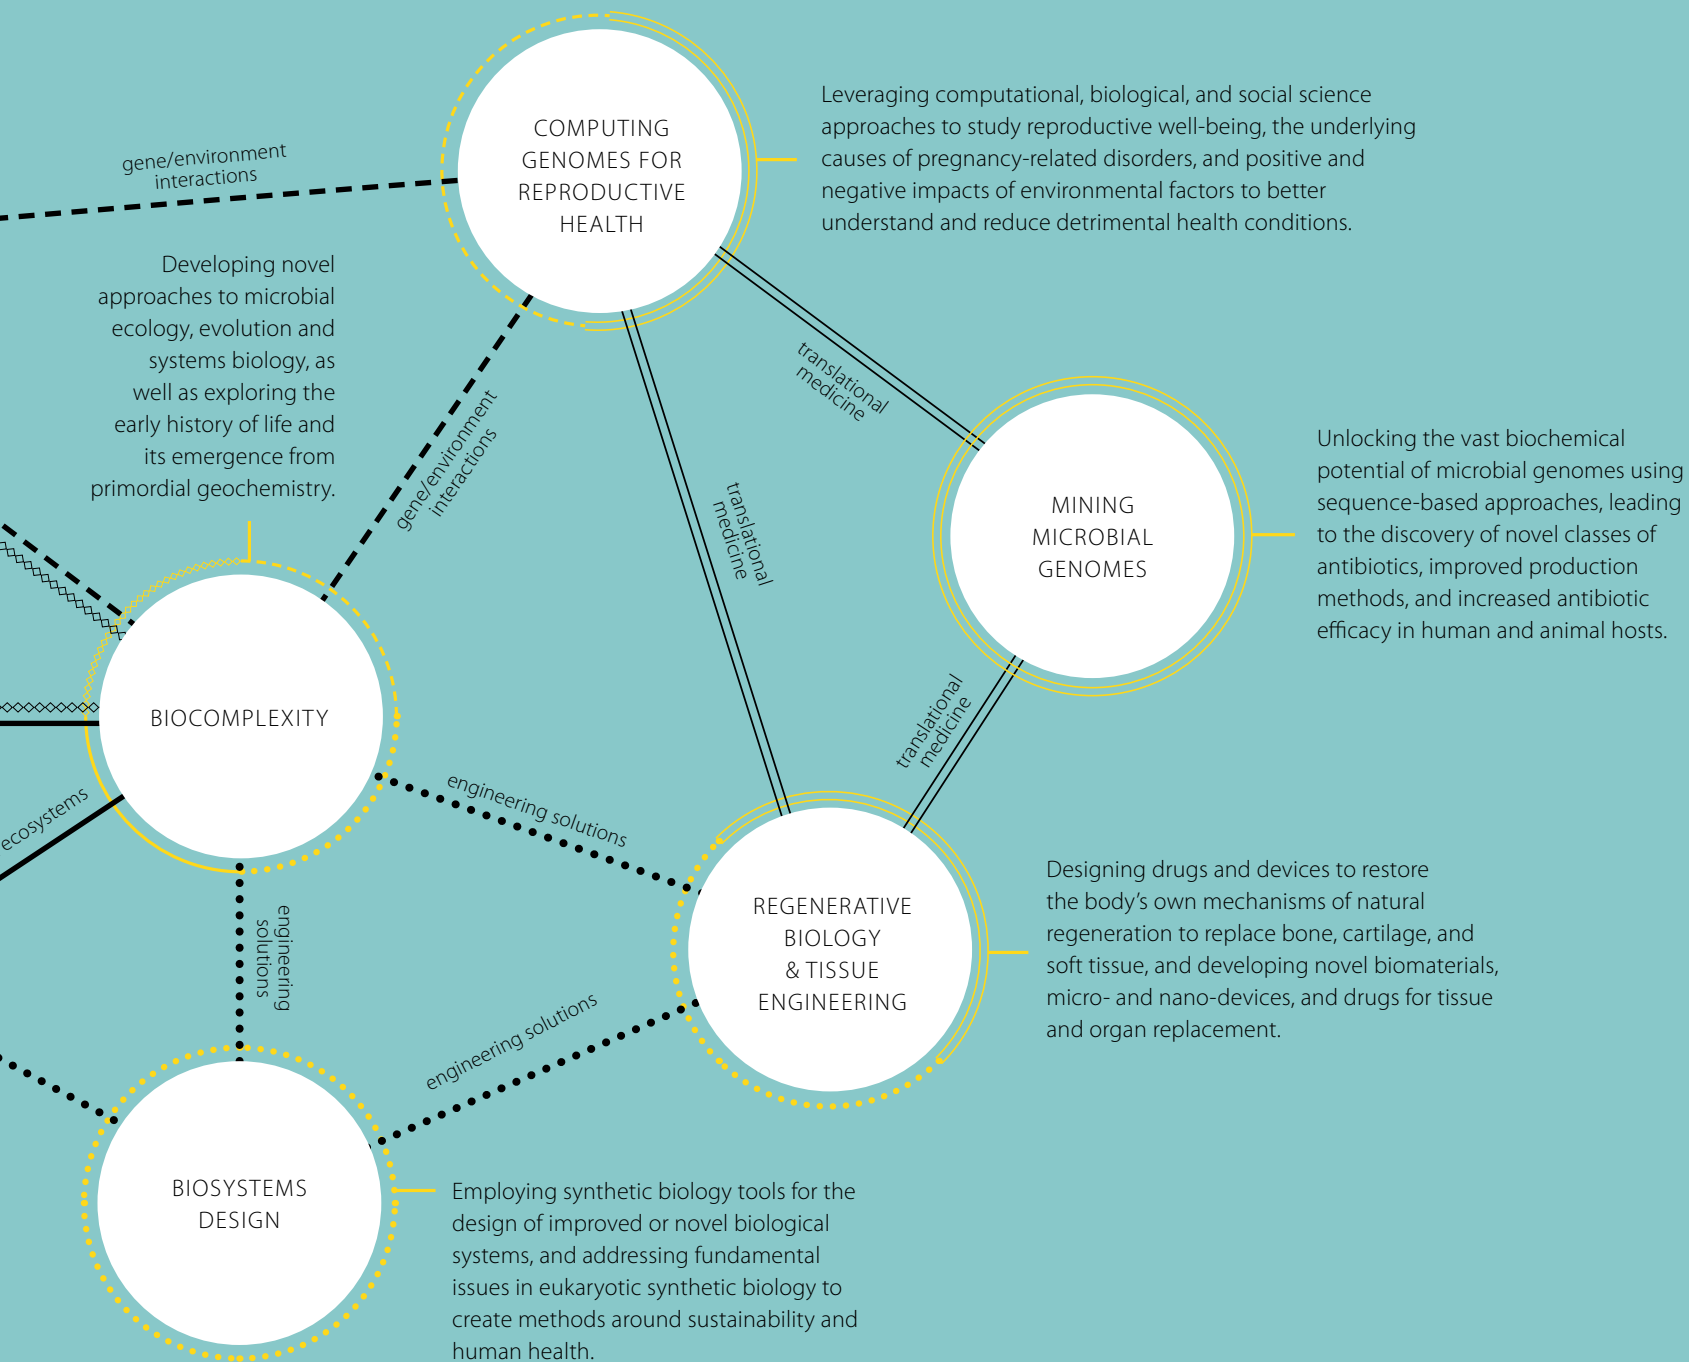 COMPUTING
GENOMES FOR
REPRODUCTIVE
HEALTH
Leveraging computational, biological, and social science
approaches to study reproductive well-being, the underlying
causes of pregnancy-related disorders, and positive and
negative impacts of environmental factors to better
understand and reduce detrimental health conditions.
gene/environment
interactions
Developing novel
approaches to microbial
ecology, evolution and
systems biology, as
well as exploring the
early history of life and
its emergence from
primordial geochemistry.
gene/environment
interactions
translational
medicine
translational
medicine
MINING
MICROBIAL
GENOMES
Unlocking the vast biochemical
potential of microbial genomes using
sequence-based approaches, leading
to the discovery of novel classes of
antibiotics, improved production
methods, and increased antibiotic
efficacy in human and animal hosts.
translational
medicine
BIOCOMPLEXITY
ecosystems
engineering solutions
engineering
solutions
engineering solutions
REGENERATIVE
BIOLOGY
& TISSUE
ENGINEERING
Designing drugs and devices to restore
the body’s own mechanisms of natural
regeneration to replace bone, cartilage, and
soft tissue, and developing novel biomaterials,
micro- and nano-devices, and drugs for tissue
and organ replacement.
BIOSYSTEMS
DESIGN
Employing synthetic biology tools for the
design of improved or novel biological
systems, and addressing fundamental
issues in eukaryotic synthetic biology to
create methods around sustainability and
human health.